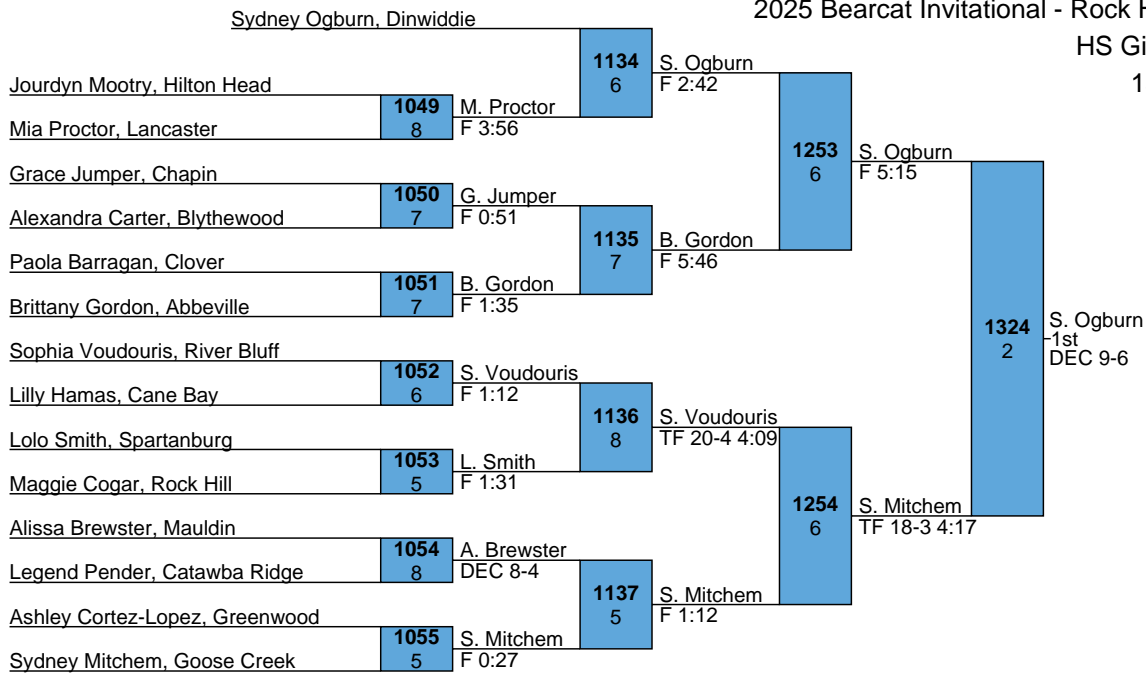 2025 Bearcat Invitational - Rock H
HS Gi
1
Sydney Ogburn, Dinwiddie
1134
6
S. Ogburn
F 2:42
Jourdyn Mootry, Hilton Head
1049
8
M. Proctor
F 3:56
Mia Proctor, Lancaster
1253
6
S. Ogburn
F 5:15
Grace Jumper, Chapin
1050
7
G. Jumper
F 0:51
Alexandra Carter, Blythewood
1135
7
B. Gordon
F 5:46
Paola Barragan, Clover
1051
7
B. Gordon
F 1:35
Brittany Gordon, Abbeville
1324
2
S. Ogburn
1st
DEC 9-6
Sophia Voudouris, River Bluff
1052
6
S. Voudouris
F 1:12
Lilly Hamas, Cane Bay
1136
8
S. Voudouris
TF 20-4 4:09
Lolo Smith, Spartanburg
1053
5
L. Smith
F 1:31
Maggie Cogar, Rock Hill
1254
6
S. Mitchem
TF 18-3 4:17
Alissa Brewster, Mauldin
1054
8
A. Brewster
DEC 8-4
Legend Pender, Catawba Ridge
1137
5
S. Mitchem
F 1:12
Ashley Cortez-Lopez, Greenwood
1055
5
S. Mitchem
F 0:27
Sydney Mitchem, Goose Creek